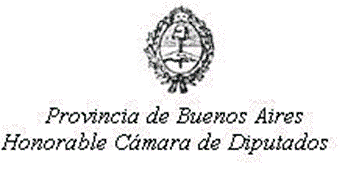 Provincia de Buenos Aires
Honorable Cámara de Diputados